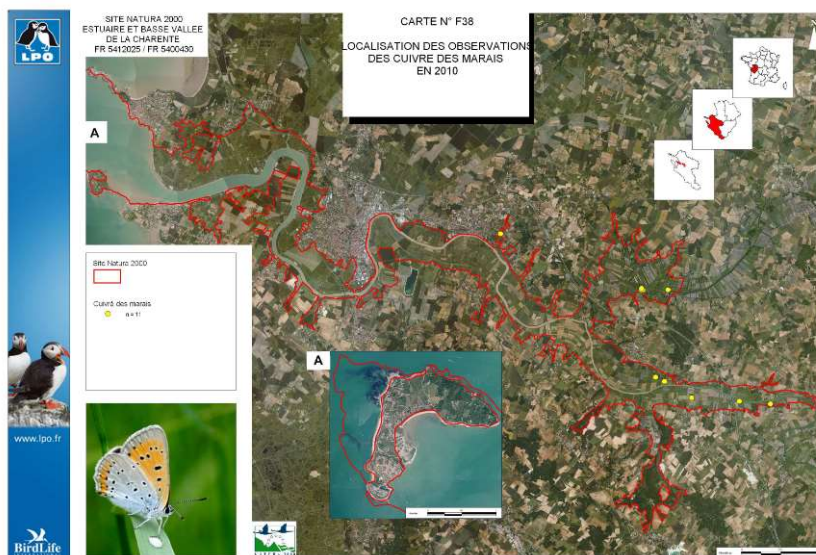 LPO
SITE NATURA 2000
ESTUAIRE ET BASSE VALLEE
DE LA CHARENTE
FR 5412025 / FR 5400430
CARTE N° F38
LOCALISATION DES OBSERVATIONS
DES CUIVRE DES MARAIS
EN 2010
A
Site Natura 2000
Cuivré des marais
A
www.lpo.fr
BirdLife